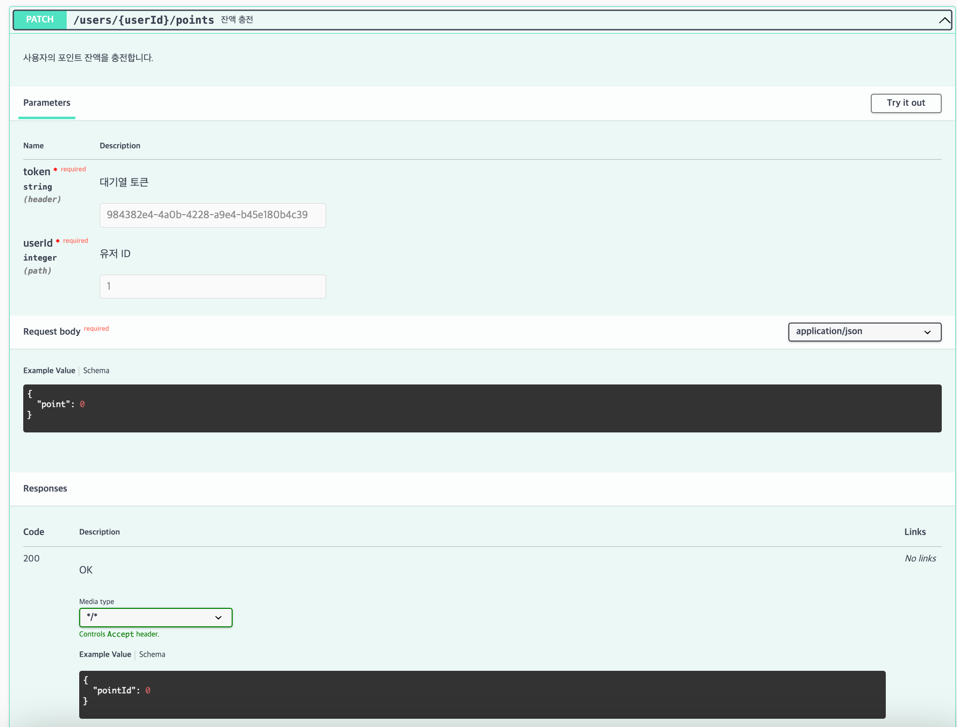 PATCH /users/{userId}/points 잔액 충전
사용자의 포인트 잔액을 충전합니다.
Parameters
Try it out
Name Description
token * required
string
(header)
대기열 토큰
984382e4-4a0b-4228-a9e4-b45e180b4c39
userId * required
integer
(path)
유저 ID
1
Request body required
application/json
Example Value Schema
{
"point": 0
}
Responses
Code Description Links
200
OK
No links
Media type
*/*
Controls Accept header.
Example Value Schema
{
"pointId": 0
}